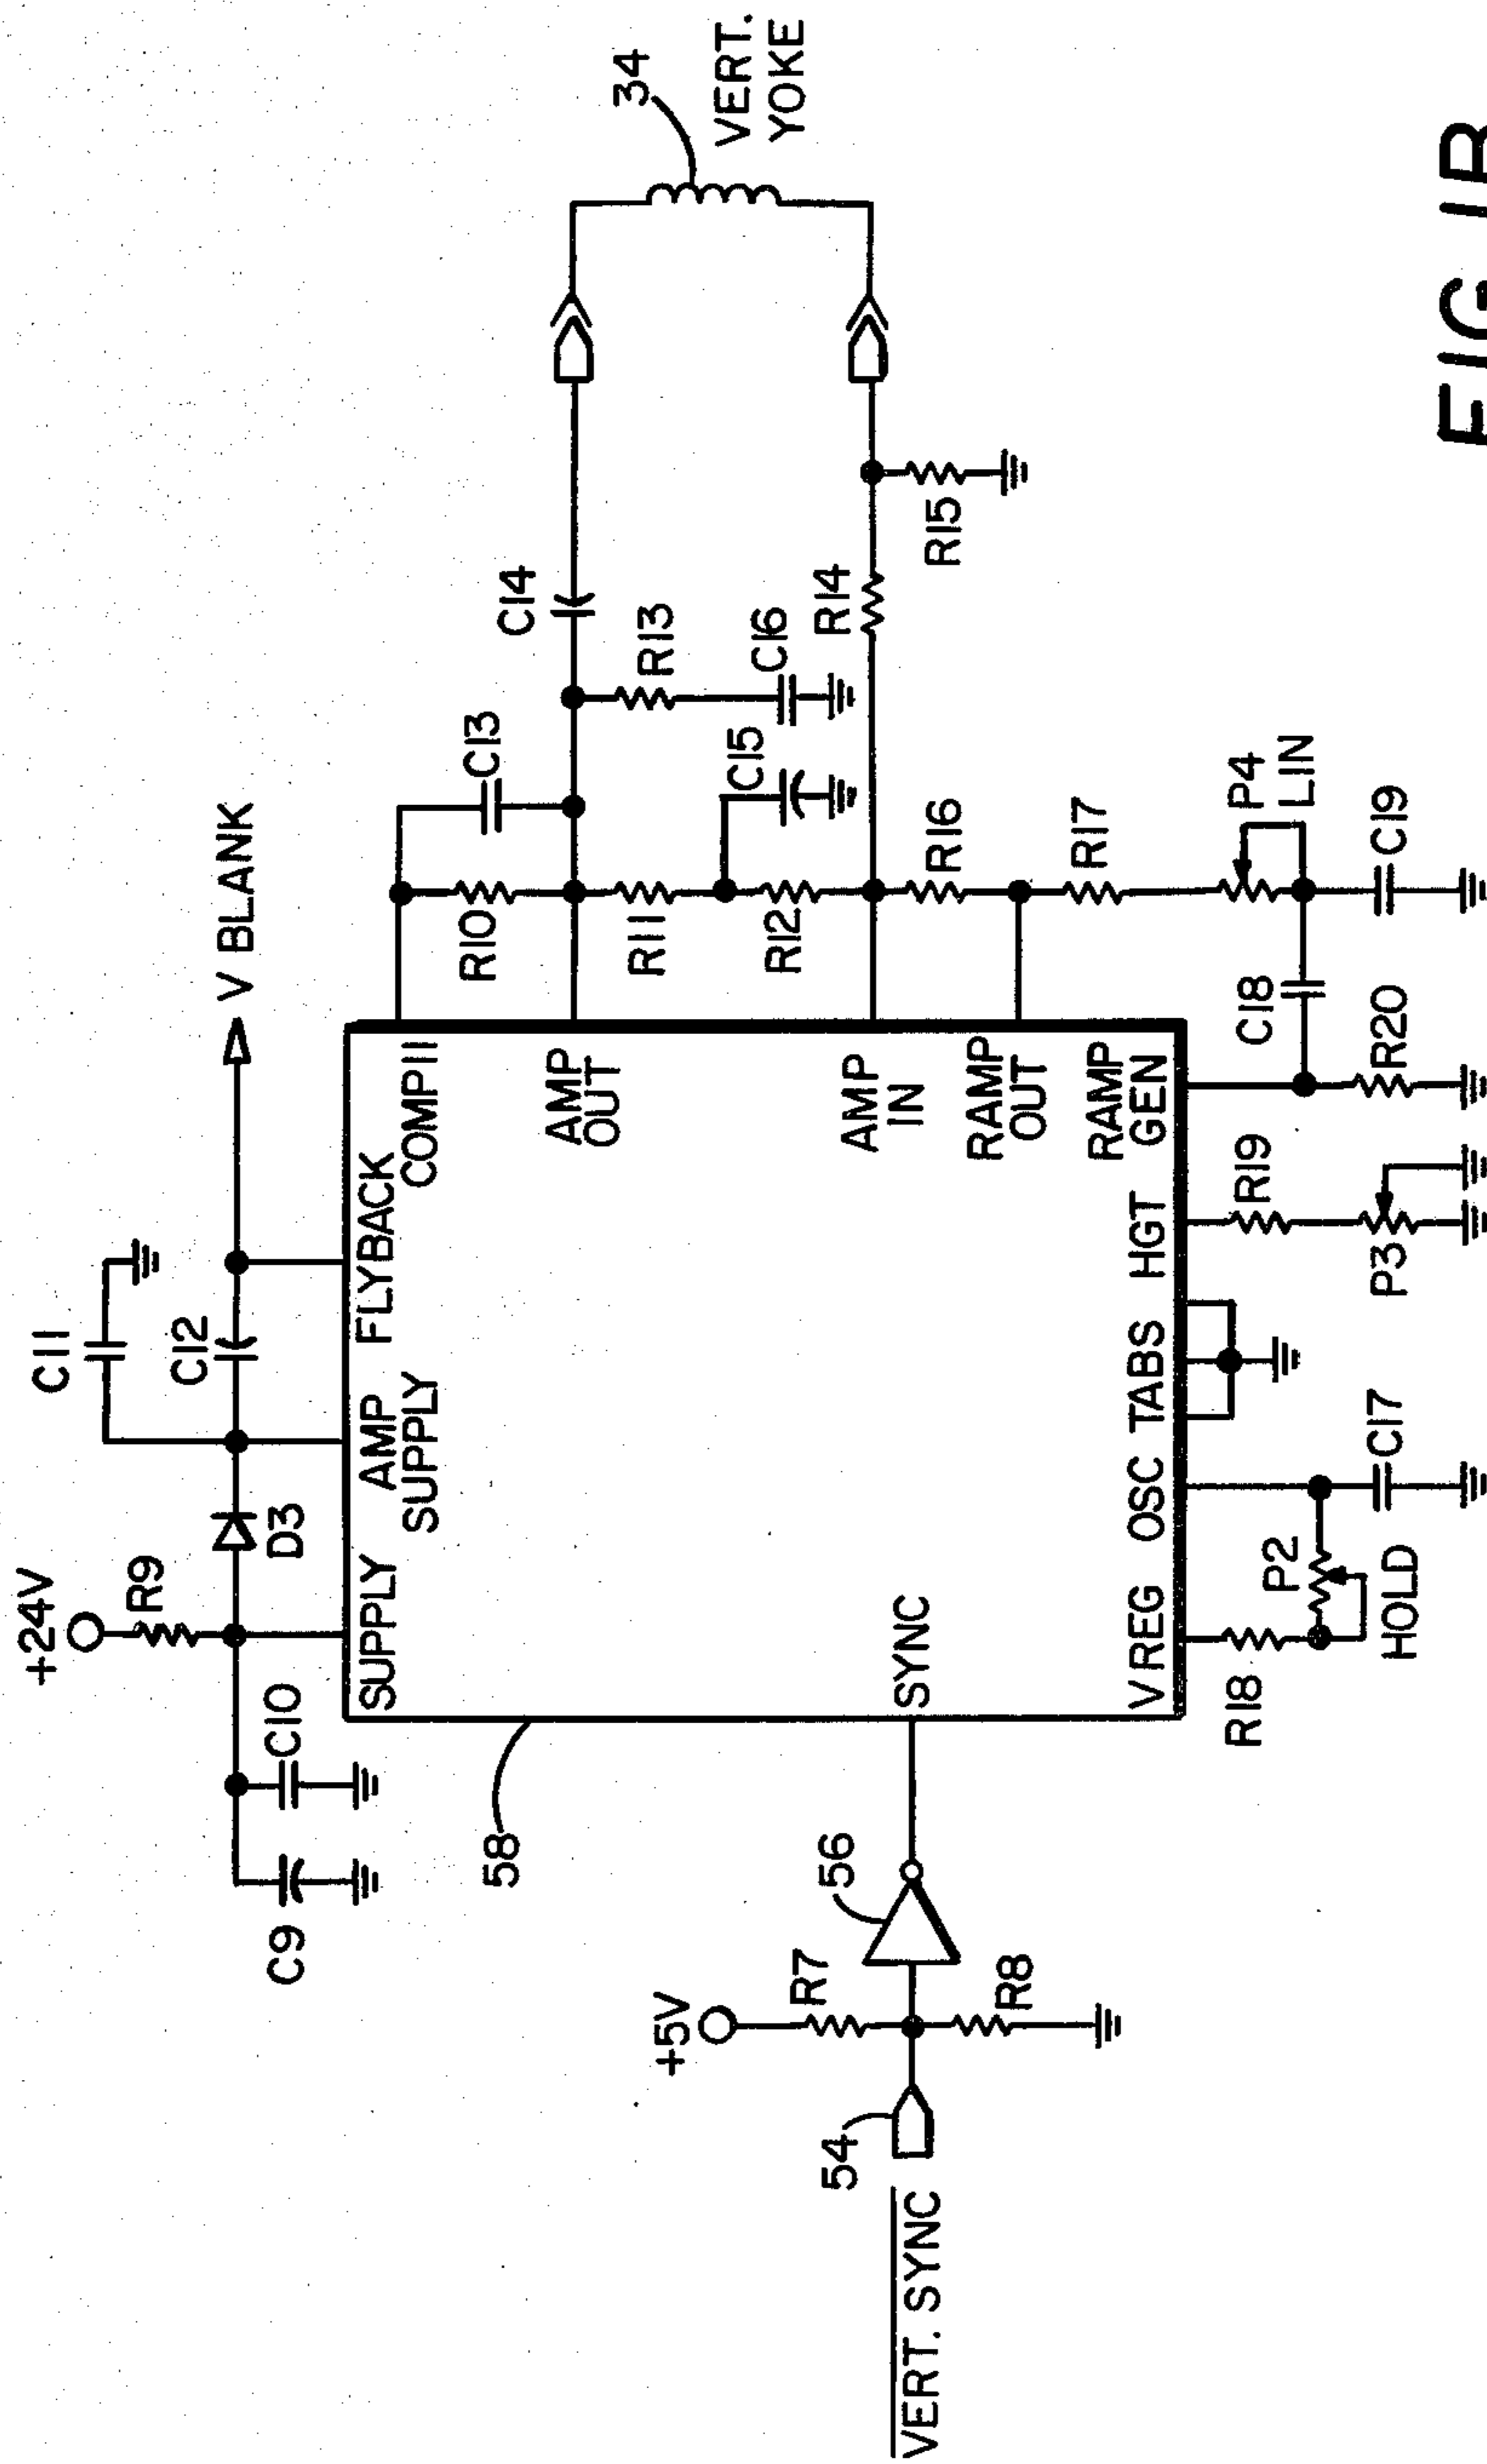 +24V
R9
C11
C12
D3
V BLANK
C9
C10
58
SUPPLY
AMP
SUPPLY
FLYBACK
COMP II
AMP
OUT
AMP
IN
RAMP
OUT
RAMP
GEN
HGT
TABS
OSC
V REG
SYNC
R10
C13
R11
R12
C14
R13
C15
C16
R14
R15
34
VERT.
YOKE
R16
R17
P4
LIN
C18
C19
R20
R19
P3
C17
P2
HOLD
R18
+5V
R7
R8
56
54
VERT. SYNC
FIG. 1B